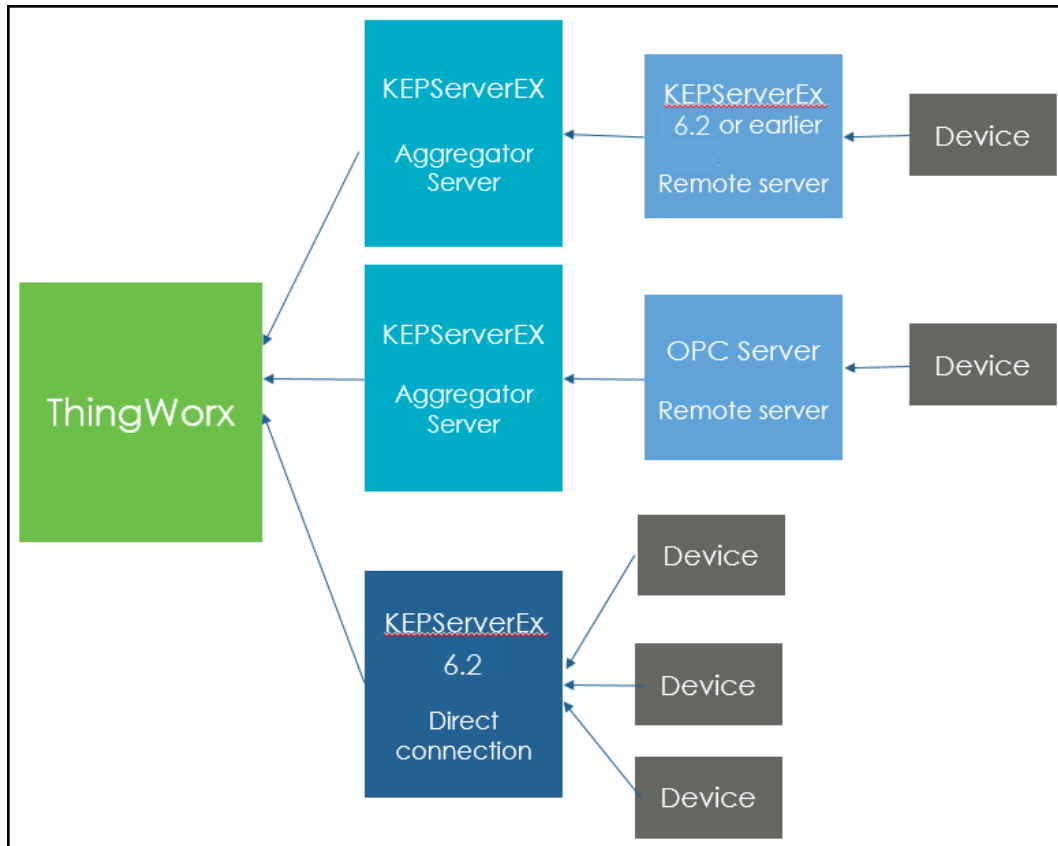 KEPServerEX
Aggregator
Server
KEPServerEx
6.2 or earlier
Remote server
Device
ThingWorx
KEPServerEX
Aggregator
Server
OPC Server
Remote server
Device
KEPServerEx
6.2
Direct
connection
Device
Device
Device